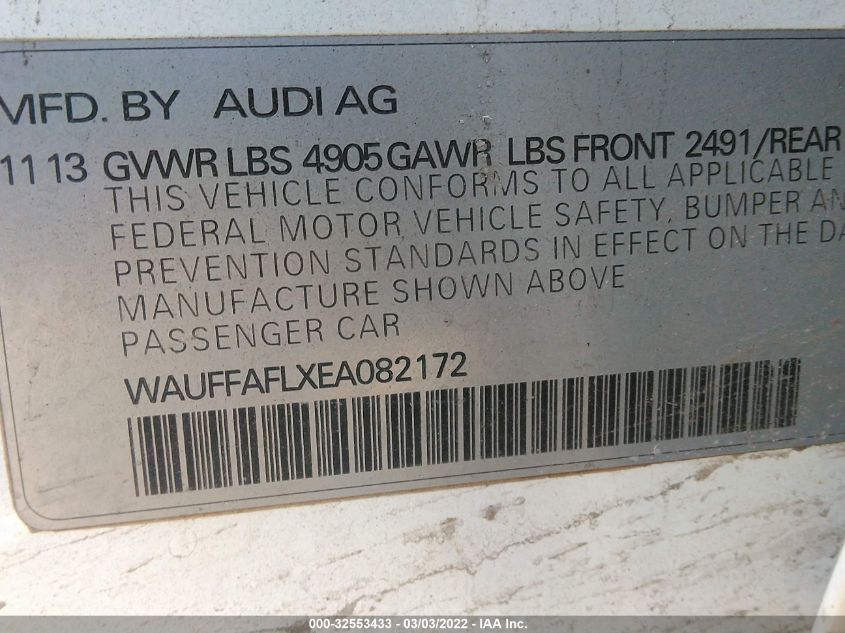 MFD. BY AUDI AG
11 13 GVWR LBS 4905 GAWR LBS FRONT 2491/REAR
THIS VEHICLE CONFORMS TO ALL APPLICABLE
FEDERAL MOTOR VEHICLE SAFETY, BUMPER AN
PREVENTION STANDARDS IN EFFECT ON THE DA
MANUFACTURE SHOWN ABOVE
PASSENGER CAR
WAUFFAFLXEA082172
000-32553433 - 03/03/2022 - © IAA Inc.